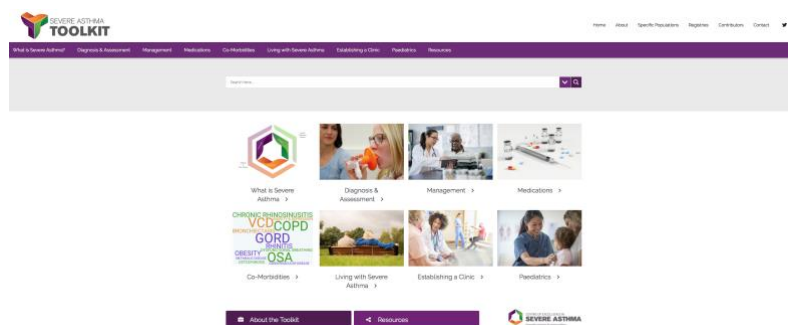 SEVERE ASTHMA
TOOLKIT
Home About Specific Populations Registries Contributors Contact
What is Severe Asthma? Diagnosis & Assessment Management Medications Co-Morbidities Living with Severe Asthma Establishing a Clinic Paediatrics Resources
Search here...
What is Severe
Asthma >
Diagnosis &
Assessment >
Management >
Medications >
CHRONIC RHINOSINUSITIS
VCD COPD
GORD
RHINITIS
OBESITY OSA
Co-Morbidities >
Living with Severe
Asthma >
Establishing a Clinic >
Paediatrics >
About the Toolkit
Resources
SEVERE ASTHMA